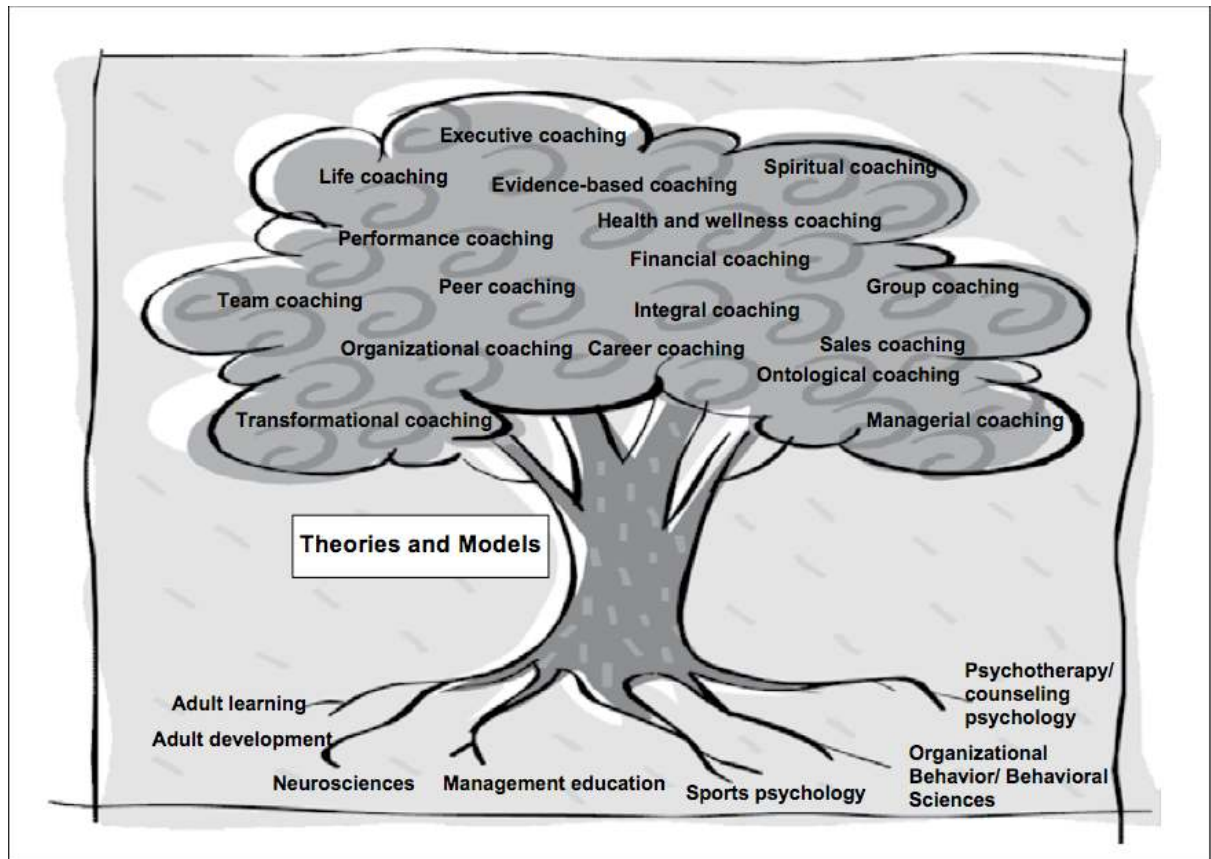 Executive coaching
Life coaching
Evidence-based coaching
Spiritual coaching
Health and wellness coaching
Performance coaching
Financial coaching
Team coaching
Peer coaching
Group coaching
Integral coaching
Organizational coaching
Career coaching
Sales coaching
Ontological coaching
Transformational coaching
Managerial coaching
Theories and Models
Adult learning
Adult development
Neurosciences
Management education
Sports psychology
Organizational
Behavior/ Behavioral
Sciences
Psychotherapy/
counseling
psychology